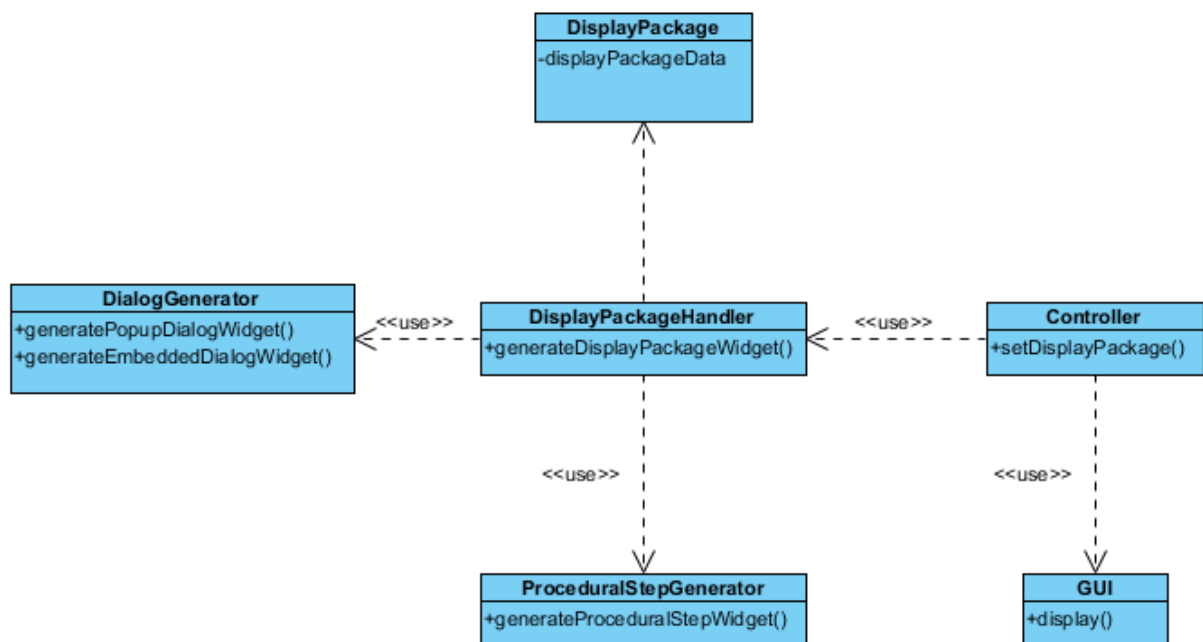 DisplayPackage
-displayPackageData
DialogGenerator
+generatePopupDialogWidget()
+generateEmbeddedDialogWidget()
<<use>>
DisplayPackageHandler
+generateDisplayPackageWidget()
<<use>>
Controller
+setDisplayPackage()
<<use>>
<<use>>
ProceduralStepGenerator
+generateProceduralStepWidget()
GUI
+display()